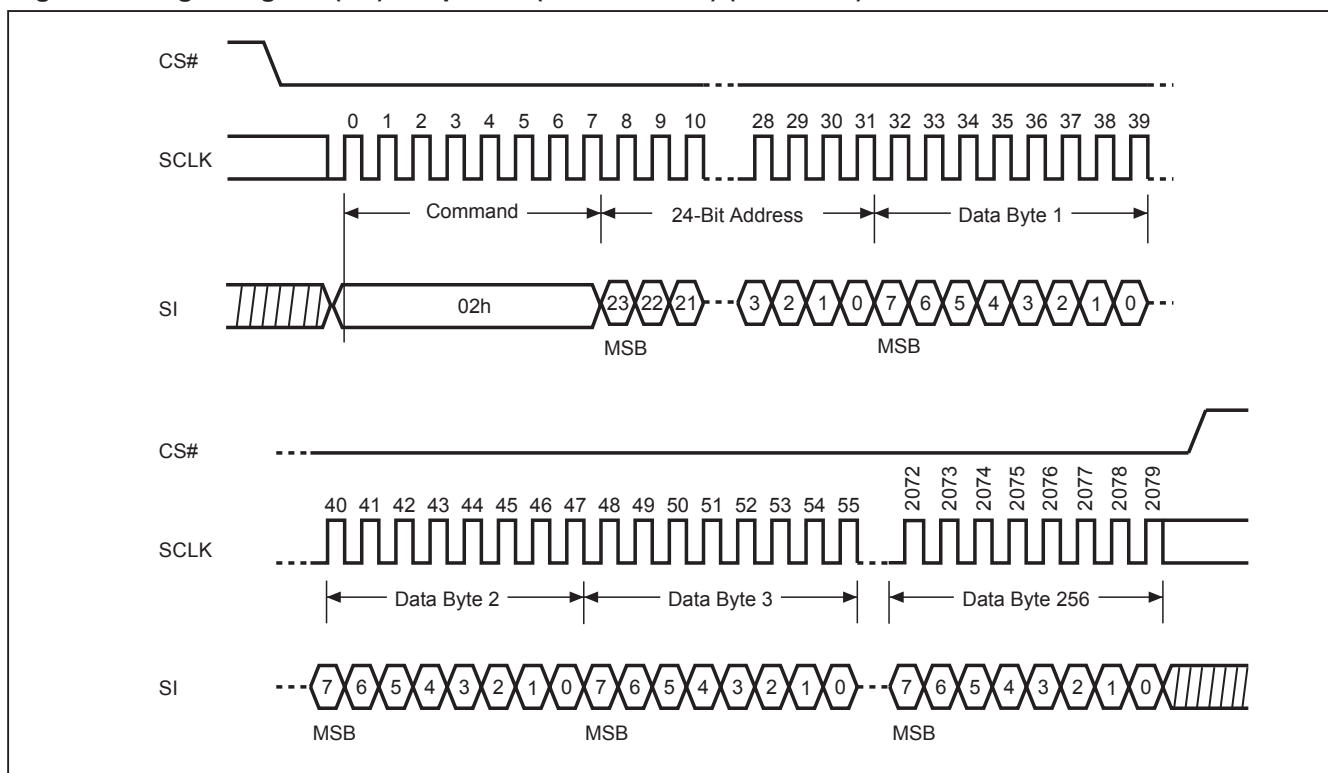 CS#
0 1 2 3 4 5 6 7 8 9 10 28 29 30 31 32 33 34 35 36 37 38 39
SCLK
Command 24-Bit Address Data Byte 1
SI 02h 23 22 21 3 2 1 0 7 6 5 4 3 2 1 0
MSB MSB
CS#
40 41 42 43 44 45 46 47 48 49 50 51 52 53 54 55 2072 2073 2074 2075 2076 2077 2078 2079
SCLK
Data Byte 2 Data Byte 3 Data Byte 256
SI 7 6 5 4 3 2 1 0 7 6 5 4 3 2 1 0 7 6 5 4 3 2 1 0
MSB MSB MSB